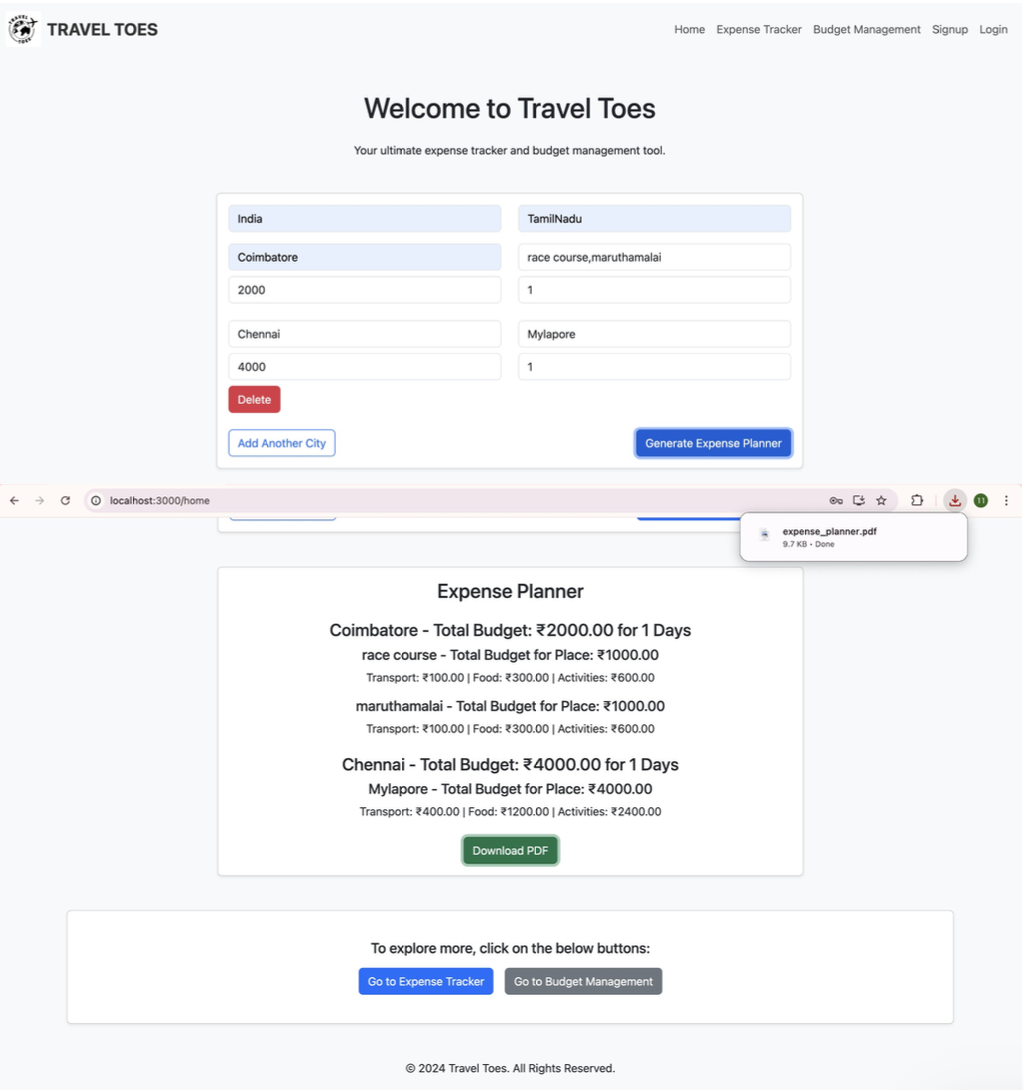 TRAVEL TOES
TRAVEL TOES Home Expense Tracker Budget Management Signup Login
Welcome to Travel Toes
Your ultimate expense tracker and budget management tool.
India TamilNadu
Coimbatore race course,maruthamalai
2000 1
Chennai Mylapore
4000 1
Delete
Add Another City Generate Expense Planner
localhost:3000/home 11
expense_planner.pdf
9.7 KB • Done
Expense Planner
Coimbatore - Total Budget: ₹2000.00 for 1 Days
race course - Total Budget for Place: ₹1000.00
Transport: ₹100.00 | Food: ₹300.00 | Activities: ₹600.00
maruthamalai - Total Budget for Place: ₹1000.00
Transport: ₹100.00 | Food: ₹300.00 | Activities: ₹600.00
Chennai - Total Budget: ₹4000.00 for 1 Days
Mylapore - Total Budget for Place: ₹4000.00
Transport: ₹400.00 | Food: ₹1200.00 | Activities: ₹2400.00
Download PDF
To explore more, click on the below buttons:
Go to Expense Tracker Go to Budget Management
© 2024 Travel Toes. All Rights Reserved.